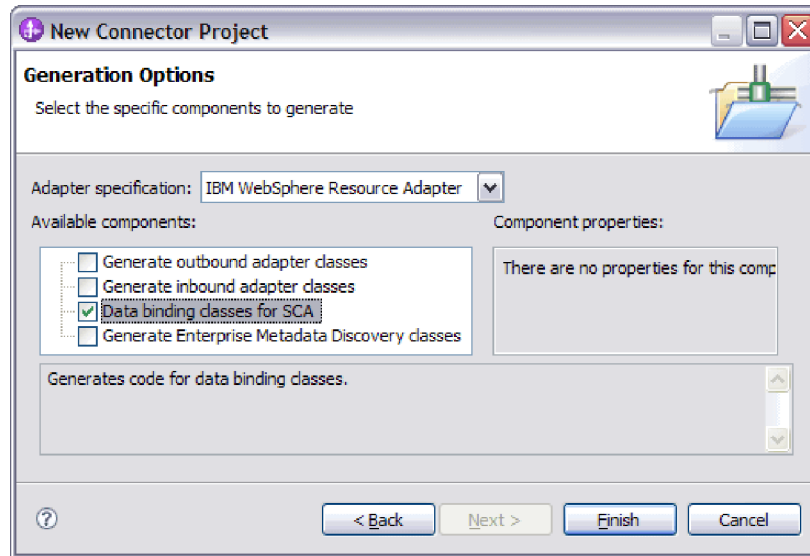 New Connector Project
Generation Options
Select the specific components to generate
Adapter specification: IBM WebSphere Resource Adapter
Available components:
Component properties:
Generate outbound adapter classes
Generate inbound adapter classes
Data binding classes for SCA
Generate Enterprise Metadata Discovery classes
There are no properties for this comp
Generates code for data binding classes.
?
< Back
Next >
Finish
Cancel